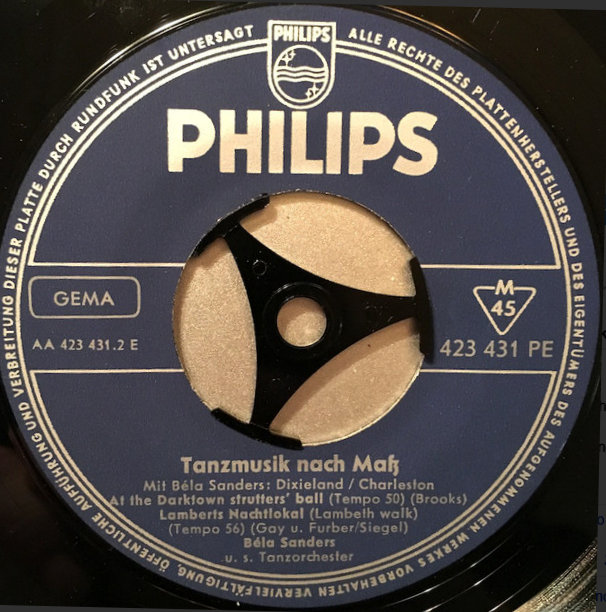 ALLE RECHTE DES PLATTENHERSTELLERS UND DES EIGENTÜMERS DES AUFGENOMMENEN WERKES VORBEHALTEN VERVIELFÄLTIGUNG, ÖFFENTLICHE AUFFÜHRUNG UND VERBREITUNG DIESER PLATTE DURCH RUNDFUNK IST UNTERSAGT
PHILIPS
PHILIPS
GEMA
M
45
AA 423 431.2 E
423 431 PE
Tanzmusik nach Maß
Mit Béla Sanders: Dixieland / Charleston
At the Darktown strutters' ball (Tempo 50) (Brooks)
Lamberts Nachtlokal (Lambeth walk)
(Tempo 56) (Gay u. Furber/Siegel)
Béla Sanders
u. s. Tanzorchester